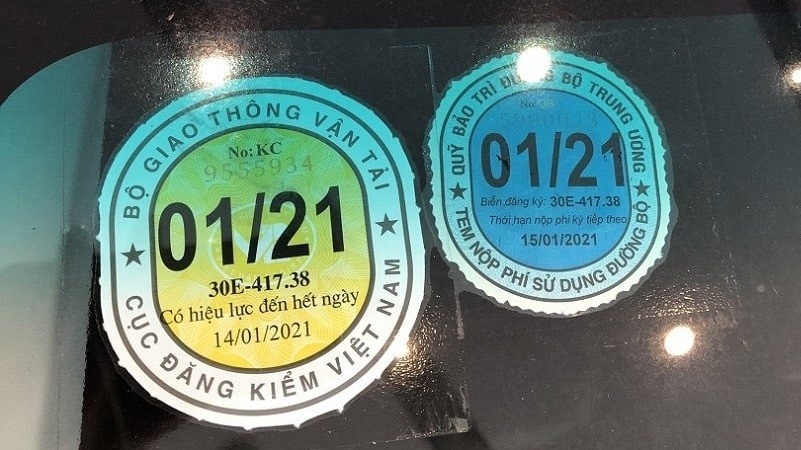 BỘ GIAO THÔNG VẬN TẢI
No: KC
9555934
01/21
30E-417.38
Có hiệu lực đến hết ngày
14/01/2021
★ CỤC ĐĂNG KIỂM VIỆT NAM ★
QUỸ BẢO TRÌ ĐƯỜNG BỘ TRUNG ƯƠNG
01/21
Biển đăng ký: 30E-417.38
Thời hạn nộp phí kỳ tiếp theo
15/01/2021
★ TEM NỘP PHÍ SỬ DỤNG ĐƯỜNG BỘ ★